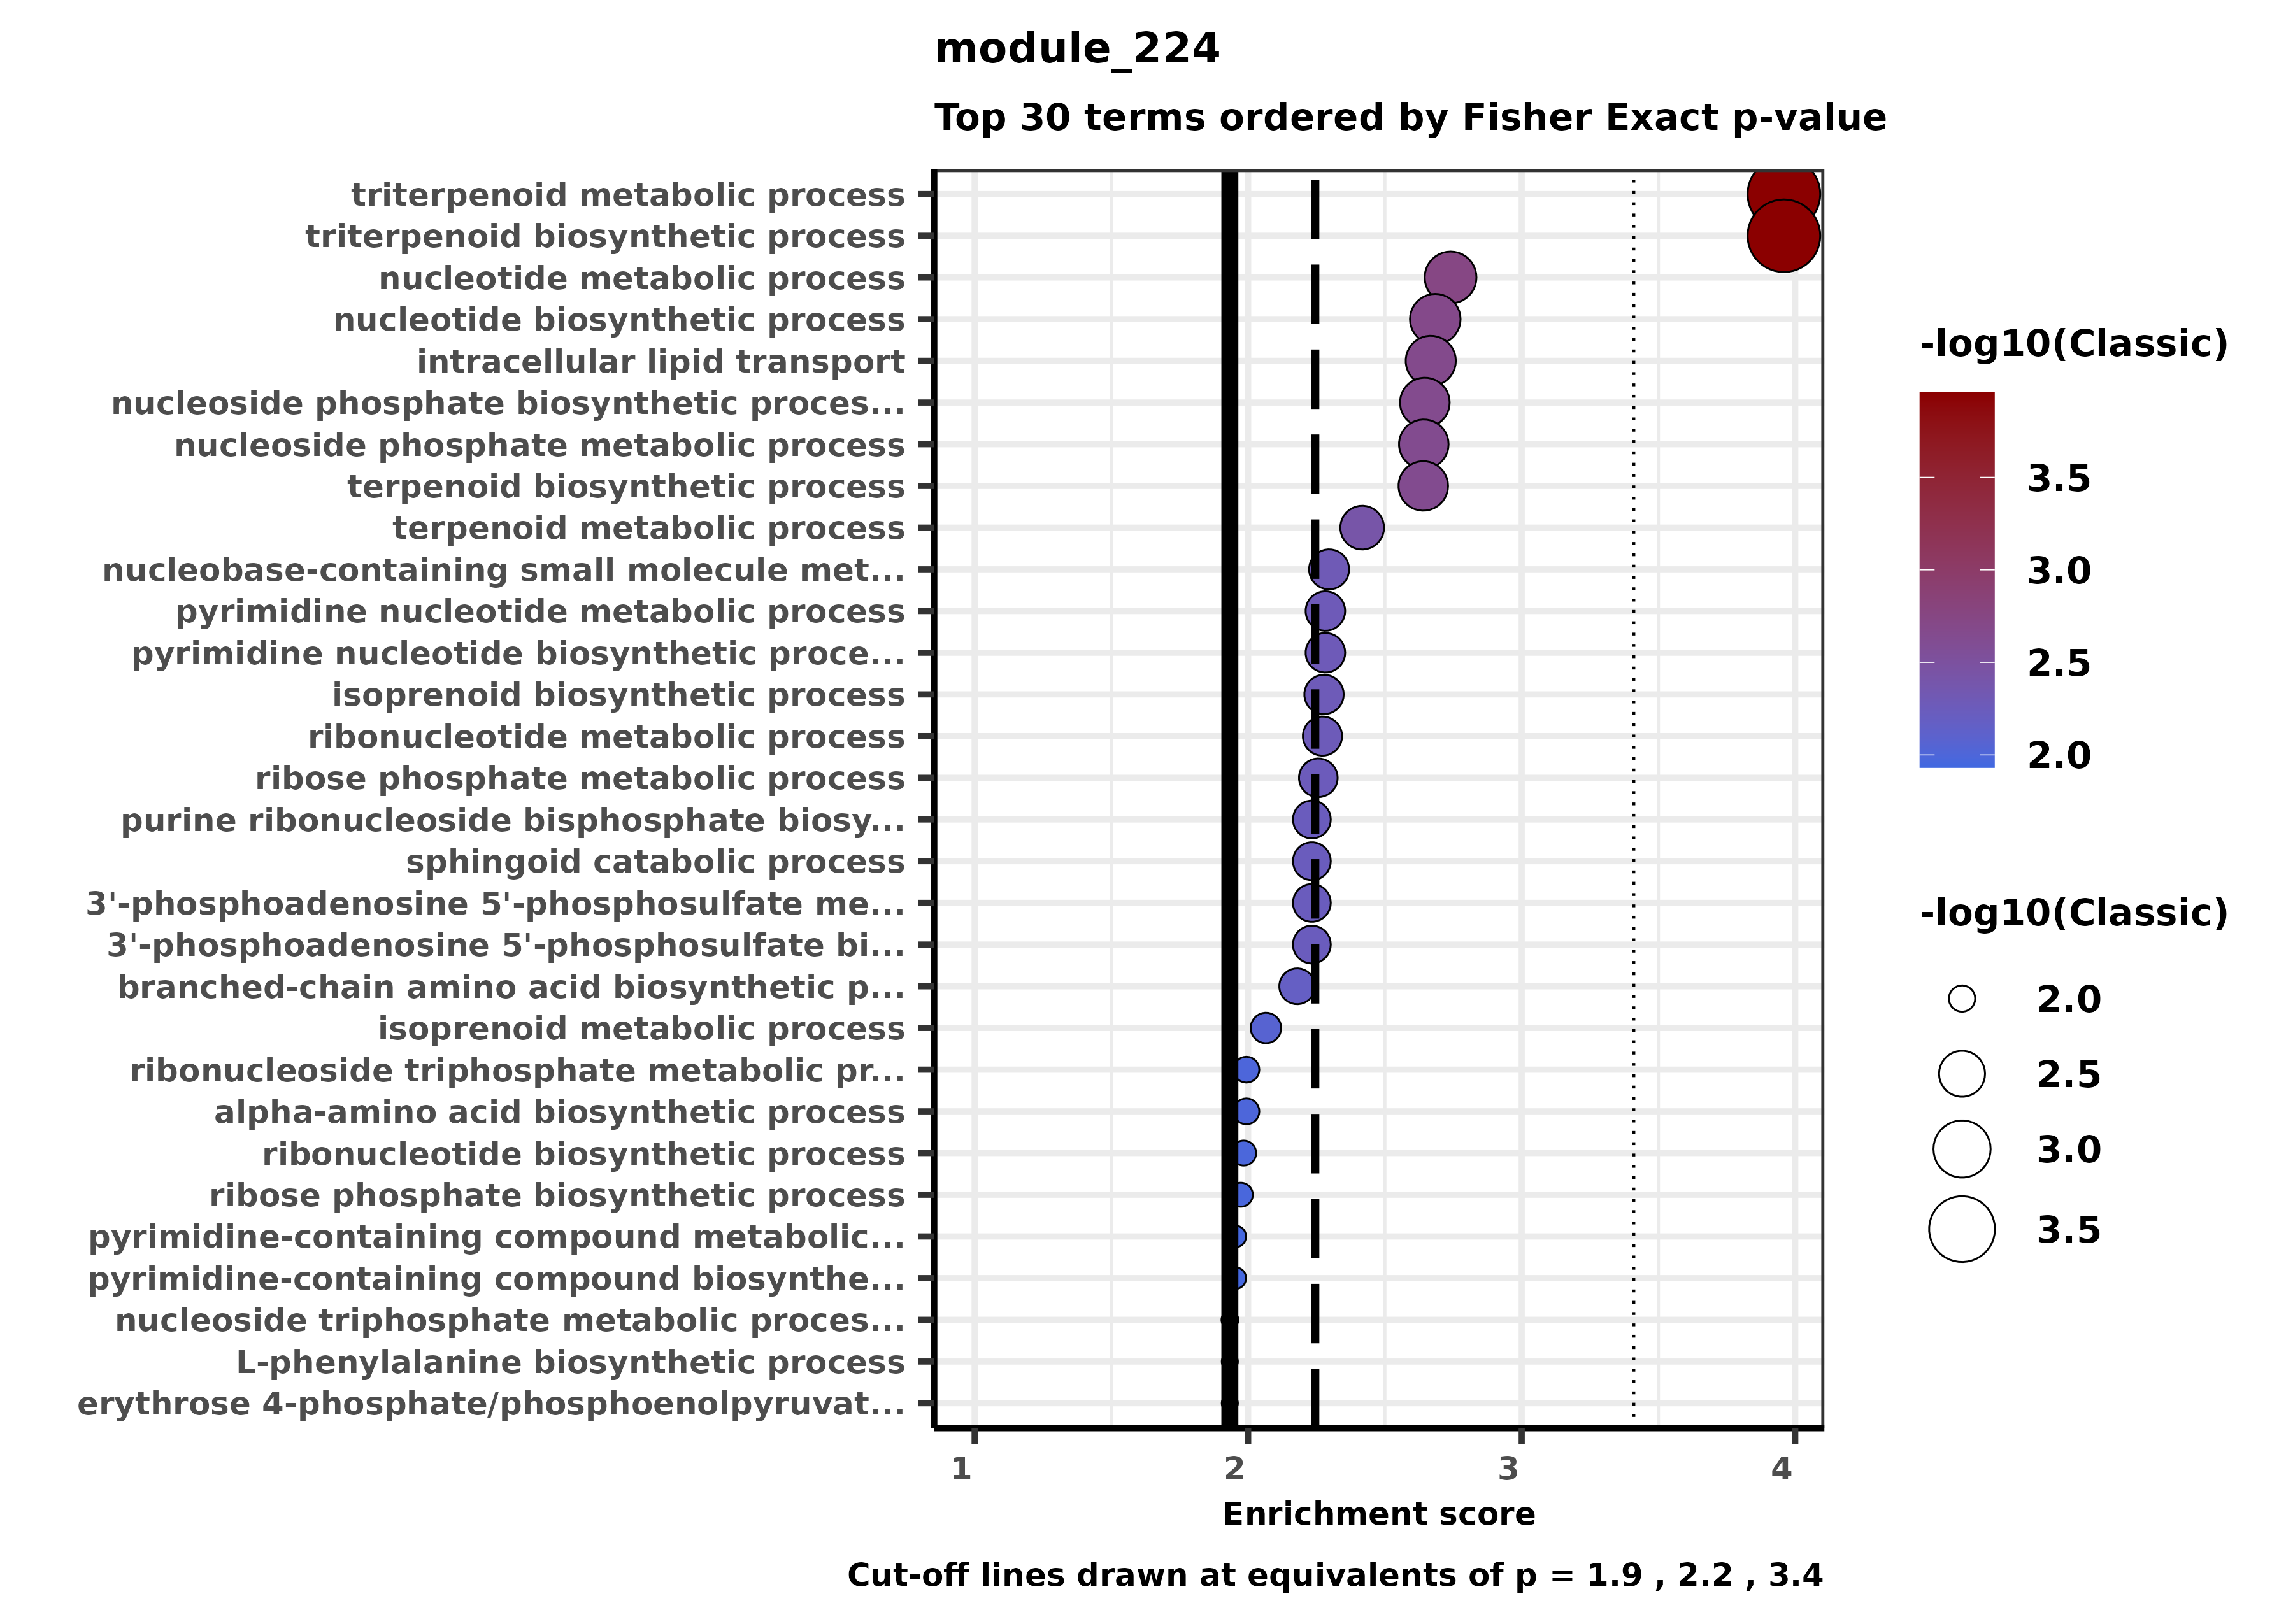 module_224
Top 30 terms ordered by Fisher Exact p-value
triterpenoid metabolic process
triterpenoid biosynthetic process
nucleotide metabolic process
nucleotide biosynthetic process
intracellular lipid transport
nucleoside phosphate biosynthetic proces...
nucleoside phosphate metabolic process
terpenoid biosynthetic process
terpenoid metabolic process
nucleobase-containing small molecule met...
pyrimidine nucleotide metabolic process
pyrimidine nucleotide biosynthetic proce...
isoprenoid biosynthetic process
ribonucleotide metabolic process
ribose phosphate metabolic process
purine ribonucleoside bisphosphate biosy...
sphingoid catabolic process
3'-phosphoadenosine 5'-phosphosulfate me...
3'-phosphoadenosine 5'-phosphosulfate bi...
branched-chain amino acid biosynthetic p...
isoprenoid metabolic process
ribonucleoside triphosphate metabolic pr...
alpha-amino acid biosynthetic process
ribonucleotide biosynthetic process
ribose phosphate biosynthetic process
pyrimidine-containing compound metabolic...
pyrimidine-containing compound biosynthe...
nucleoside triphosphate metabolic proces...
L-phenylalanine biosynthetic process
erythrose 4-phosphate/phosphoenolpyruvat...
1 2 3 4
Enrichment score
Cut-off lines drawn at equivalents of p = 1.9 , 2.2 , 3.4
-log10(Classic)
3.5
3.0
2.5
2.0
-log10(Classic)
2.0
2.5
3.0
3.5